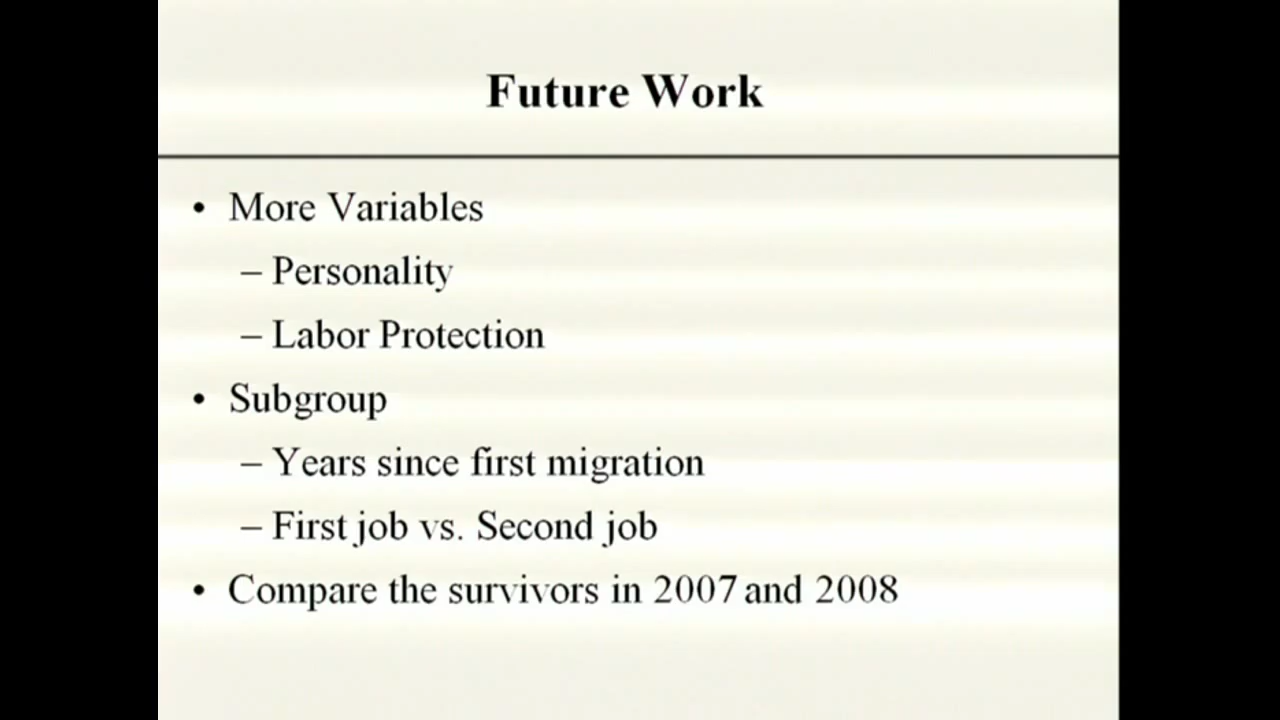 Future Work
• More Variables
– Personality
– Labor Protection
• Subgroup
– Years since first migration
– First job vs. Second job
• Compare the survivors in 2007 and 2008